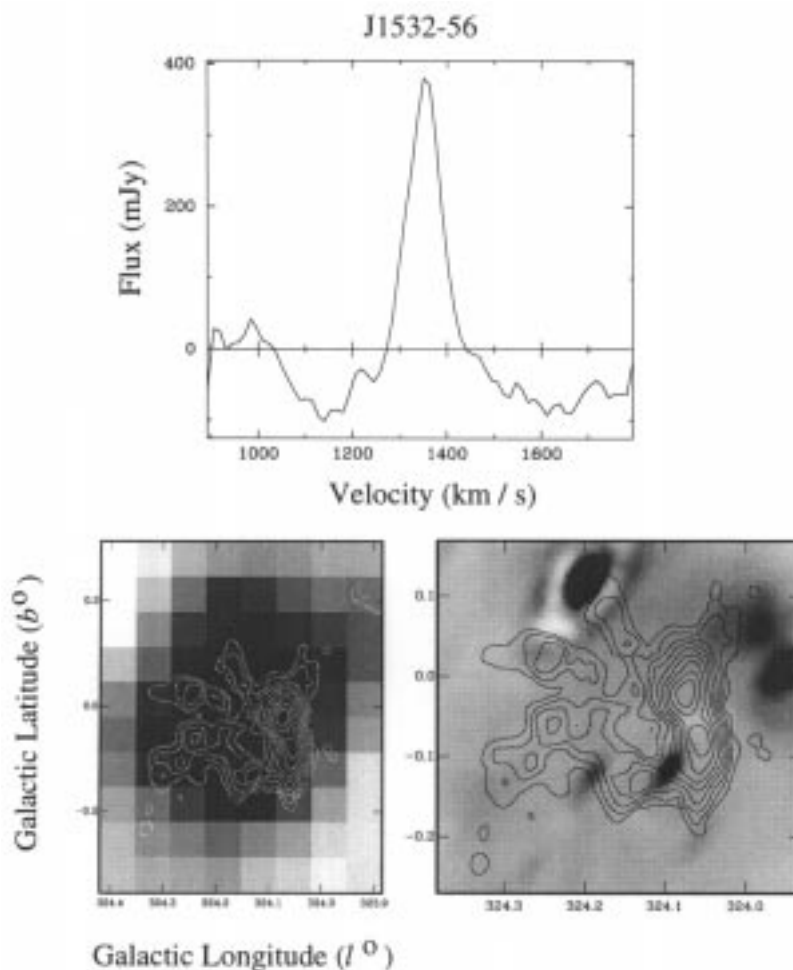 J1532-56
400
200
0
Flux (mJy)
1000 1200 1400 1600
Velocity (km / s)
Galactic Latitude (b°)
0.1
0.0
−0.1
−0.2
324.3 324.2 324.1 324.0
Galactic Longitude (l°)